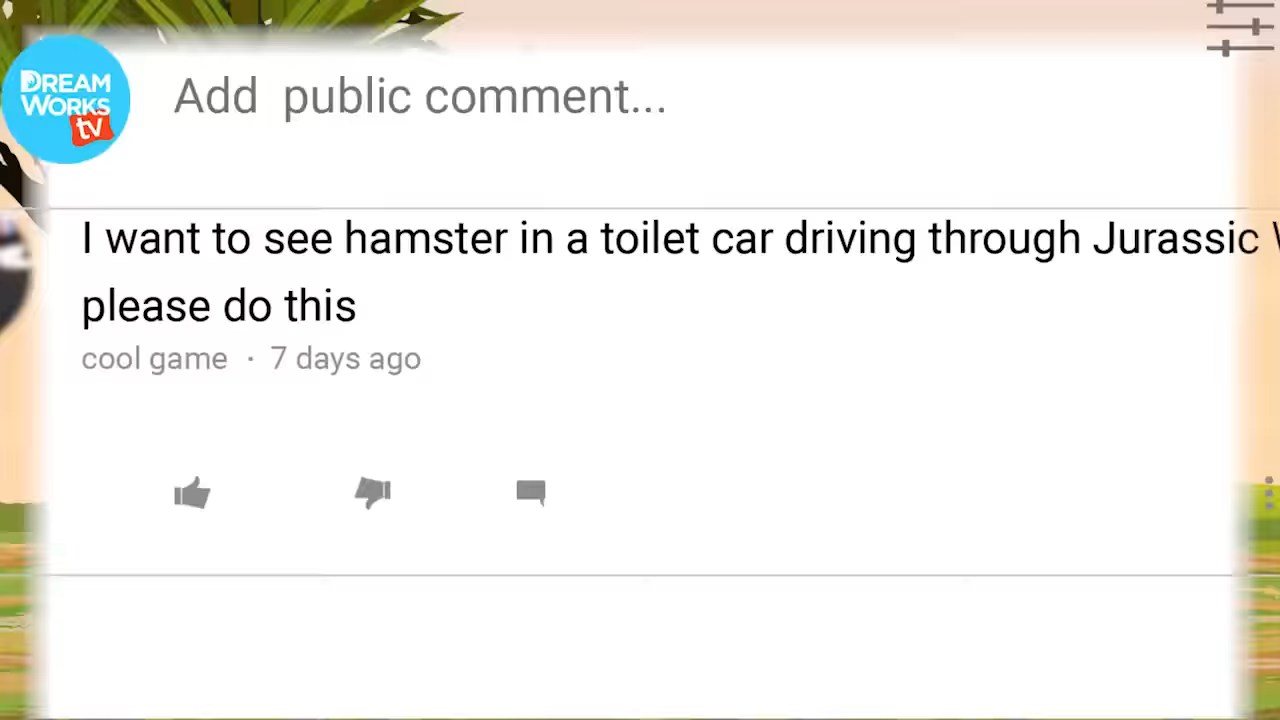 DREAM
WORKS
tv
Add public comment...
I want to see hamster in a toilet car driving through Jurassic
please do this
cool game · 7 days ago